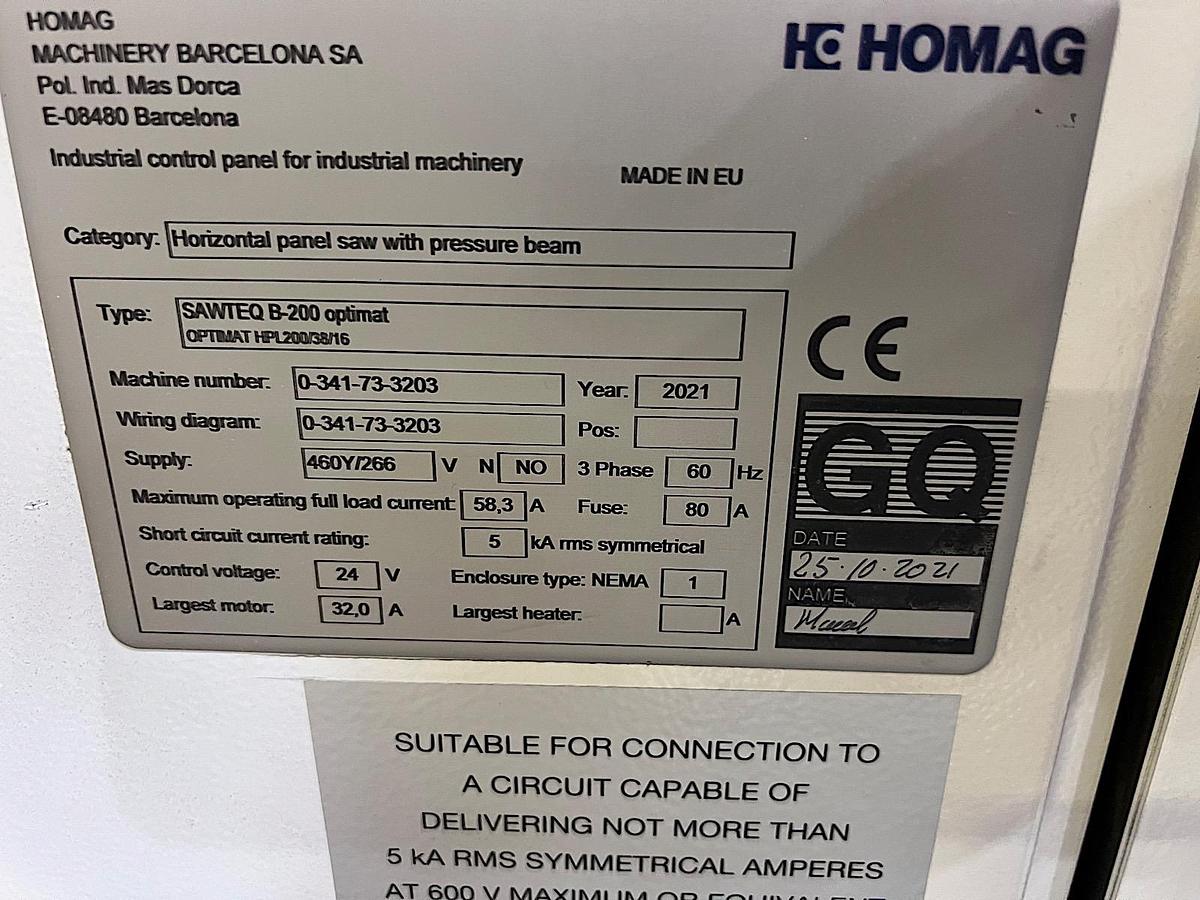 HOMAG
MACHINERY BARCELONA SA
Pol. Ind. Mas Dorca
E-08480 Barcelona
HOMAG
Industrial control panel for industrial machinery
MADE IN EU
Category: Horizontal panel saw with pressure beam
Type: SAWTEQ B-200 optimat
OPTIMAT HPL200/38/16
Machine number: 0-341-73-3203 Year: 2021
Wiring diagram: 0-341-73-3203 Pos:
Supply: 460Y/266 V N NO 3 Phase 60 Hz
Maximum operating full load current: 58,3 A Fuse: 80 A
Short circuit current rating: 5 kA rms symmetrical
Control voltage: 24 V Enclosure type: NEMA 1
Largest motor: 32,0 A Largest heater: A
CE
GQ
DATE
25·10·2021
NAME
SUITABLE FOR CONNECTION TO
A CIRCUIT CAPABLE OF
DELIVERING NOT MORE THAN
5 kA RMS SYMMETRICAL AMPERES
AT 600 V MAXIMUM OR EQUIVALENT